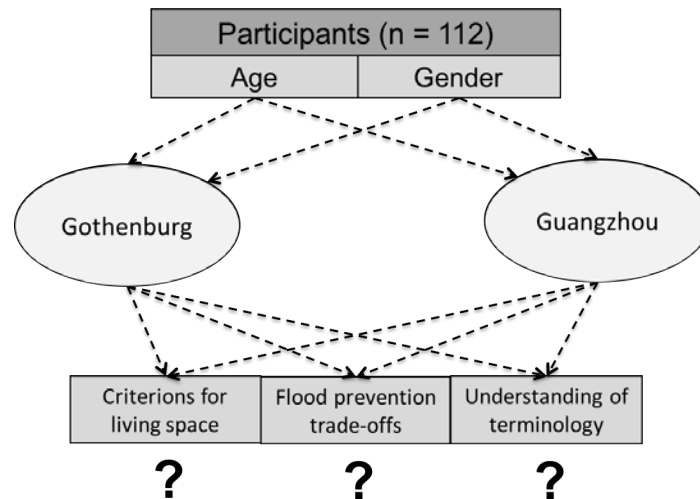 Participants (n = 112)
Age Gender
Gothenburg
Guangzhou
Criterions for
living space
Flood prevention
trade-offs
Understanding of
terminology
? ? ?